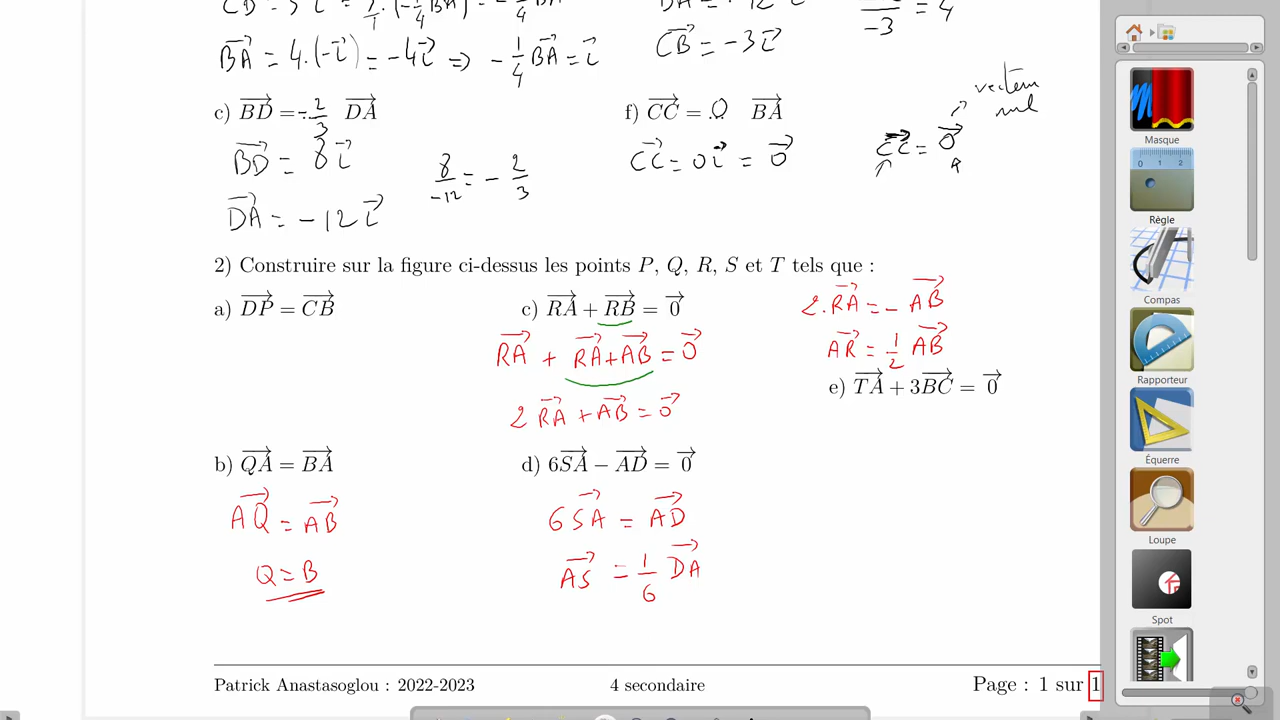 BA = 4.(-i) = -4i => -1/4 BA = i
CB = -3i
-3
vecteur nul
c) BD = -2/3 DA
f) CC = 0 BA
CC = 0
BD = 8i
8/-12 = -2/3
CC = 0i = 0
DA = -12i
2) Construire sur la figure ci-dessus les points P, Q, R, S et T tels que :
a) DP = CB
c) RA + RB = 0
2.RA = - AB
RA + RA + AB = 0
AR = 1/2 AB
e) TA + 3BC = 0
2 RA + AB = 0
b) QA = BA
d) 6SA − AD = 0
AQ = AB
6 SA = AD
Q = B
AS = 1/6 DA
Patrick Anastasoglou : 2022-2023
4 secondaire
Page : 1 sur 1
Masque
Règle
Compas
Rapporteur
Équerre
Loupe
Spot